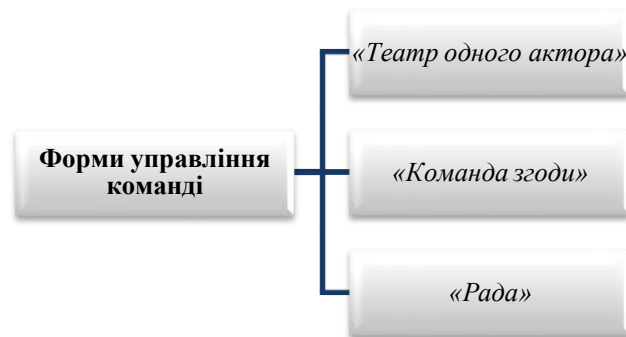 «Театр одного актора»
Форми управління
команді
«Команда згоди»
«Рада»